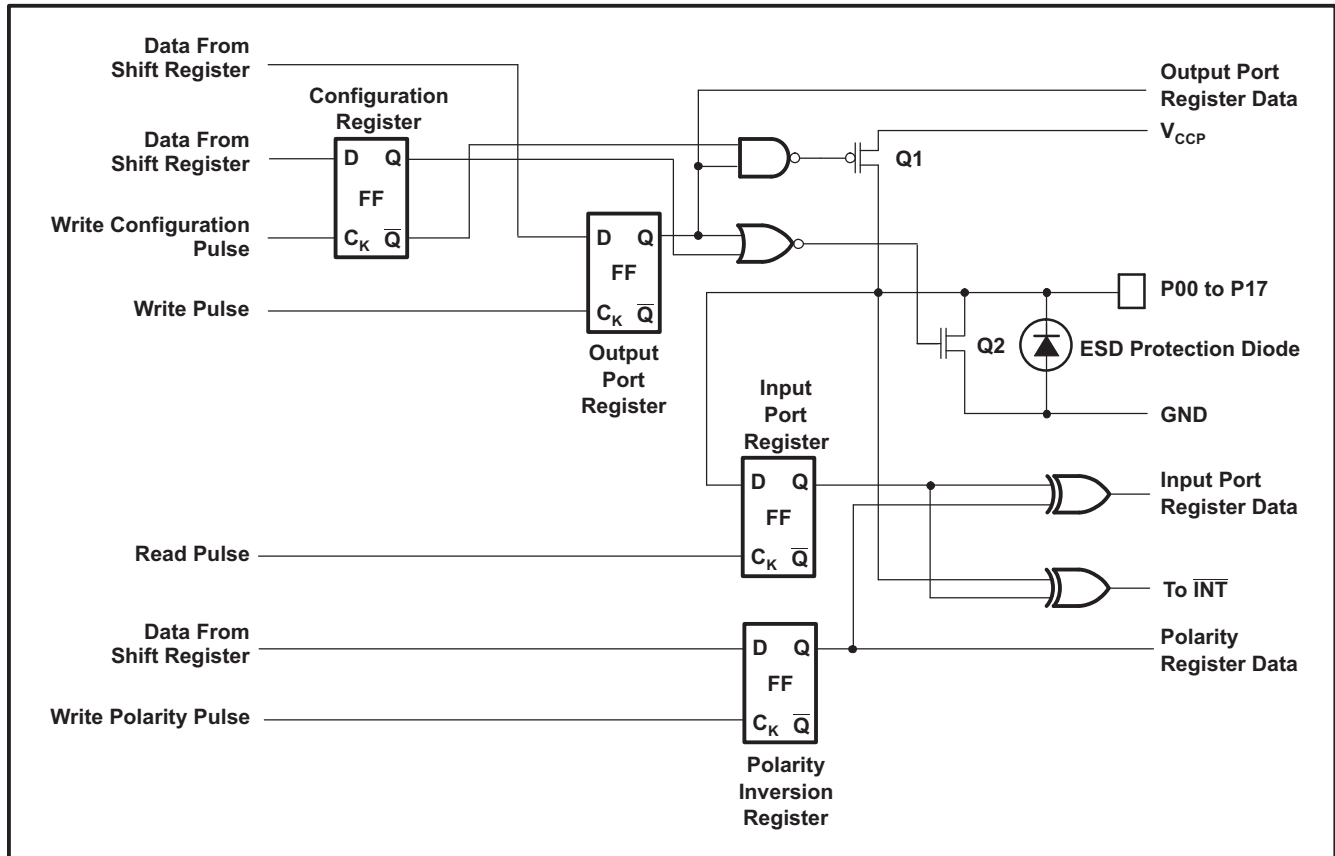 Data From
Shift Register
Configuration
Register
Data From
Shift Register
D Q
FF
C_K Q̅
Write Configuration
Pulse
Write Pulse
D Q
FF
C_K Q̅
Output
Port
Register
Output Port
Register Data
V_CCP
Q1
P00 to P17
Q2
ESD Protection Diode
GND
Input
Port
Register
D Q
FF
C_K Q̅
Read Pulse
Input Port
Register Data
To I̅N̅T̅
Data From
Shift Register
D Q
FF
C_K Q̅
Write Polarity Pulse
Polarity
Register Data
Polarity
Inversion
Register